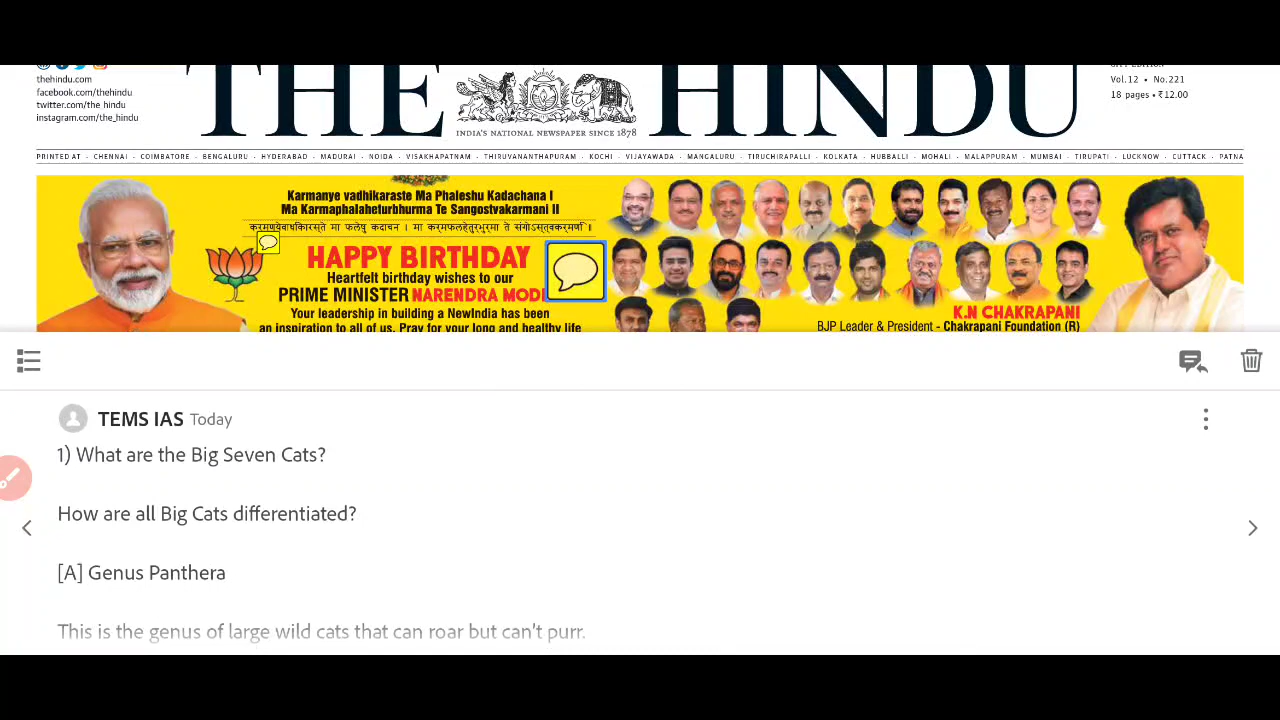 thehindu.com
facebook.com/thehindu
twitter.com/the hindu
instagram.com/the_hindu
THE HINDU
INDIA'S NATIONAL NEWSPAPER SINCE 1878
Vol.12 • No.221
18 pages • ₹12.00
PRINTED AT · CHENNAI · COIMBATORE · BENGALURU · HYDERABAD · MADURAI · NOIDA · VISAKHAPATNAM · THIRUVANANTHAPURAM · KOCHI · VIJAYAWADA · MANGALURU · TIRUCHIRAPALLI · KOLKATA · HUBBALLI · MOHALI · MALAPPURAM · MUMBAI · TIRUPATI · LUCKNOW · CUTTACK · PATNA
Karmanye vadhikaraste Ma Phaleshu Kadachana I
Ma Karmaphalaheturbhurma Te Sangostvakarmani II
HAPPY BIRTHDAY
Heartfelt birthday wishes to our
PRIME MINISTER NARENDRA MODI
Your leadership in building a NewIndia has been
an inspiration to all of us. Pray for your long and healthy life
K.N CHAKRAPANI
BJP Leader & President - Chakrapani Foundation (R)
TEMS IAS Today
1) What are the Big Seven Cats?
How are all Big Cats differentiated?
[A] Genus Panthera
This is the genus of large wild cats that can roar but can't purr.